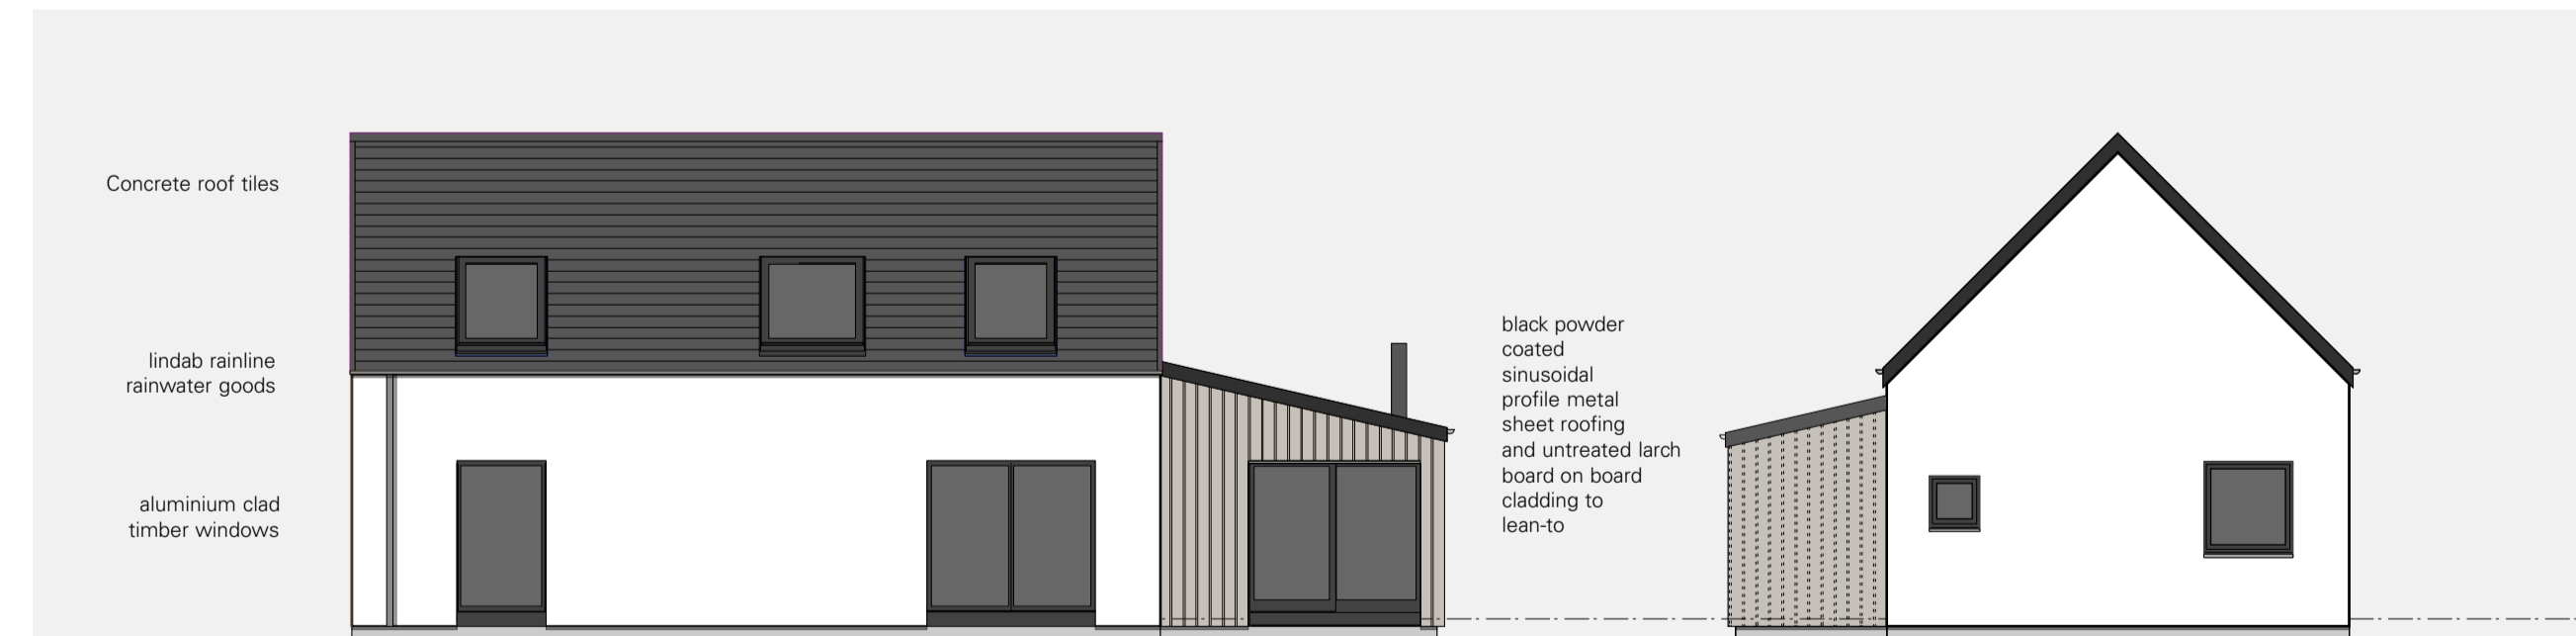 Concrete roof tiles
lindab rainline
rainwater goods
aluminium clad
timber windows
black powder
coated
sinusoidal
profile metal
sheet roofing
and untreated larch
board on board
cladding to
lean-to